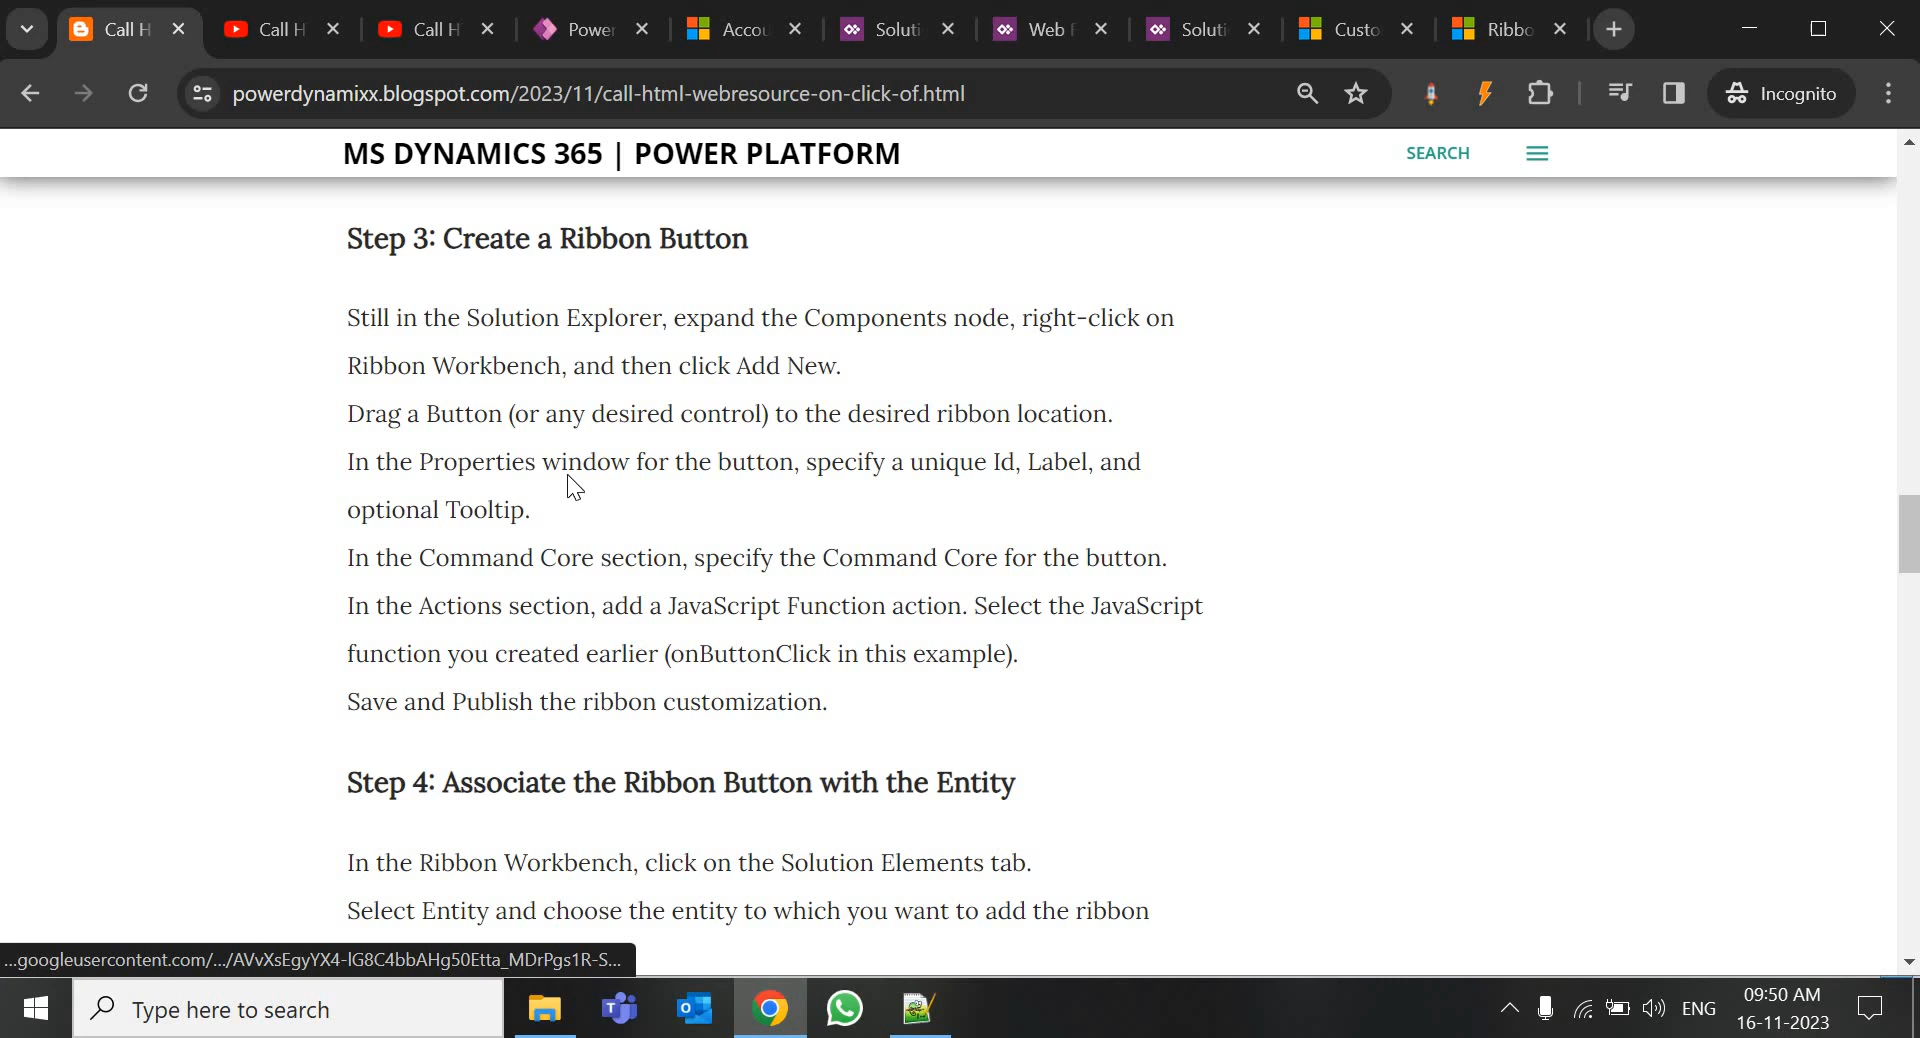 Call H
Call H
Call H
Power
Accou
Soluti
Web F
Soluti
Custo
Ribbo
powerdynamixx.blogspot.com/2023/11/call-html-webresource-on-click-of.html
Incognito
MS DYNAMICS 365 | POWER PLATFORM
SEARCH
Step 3: Create a Ribbon Button
Still in the Solution Explorer, expand the Components node, right-click on
Ribbon Workbench, and then click Add New.
Drag a Button (or any desired control) to the desired ribbon location.
In the Properties window for the button, specify a unique Id, Label, and
optional Tooltip.
In the Command Core section, specify the Command Core for the button.
In the Actions section, add a JavaScript Function action. Select the JavaScript
function you created earlier (onButtonClick in this example).
Save and Publish the ribbon customization.
Step 4: Associate the Ribbon Button with the Entity
In the Ribbon Workbench, click on the Solution Elements tab.
Select Entity and choose the entity to which you want to add the ribbon
...googleusercontent.com/.../AVvXsEgyYX4-lG8C4bbAHg50Etta_MDrPgs1R-S...
Type here to search
ENG
09:50 AM
16-11-2023